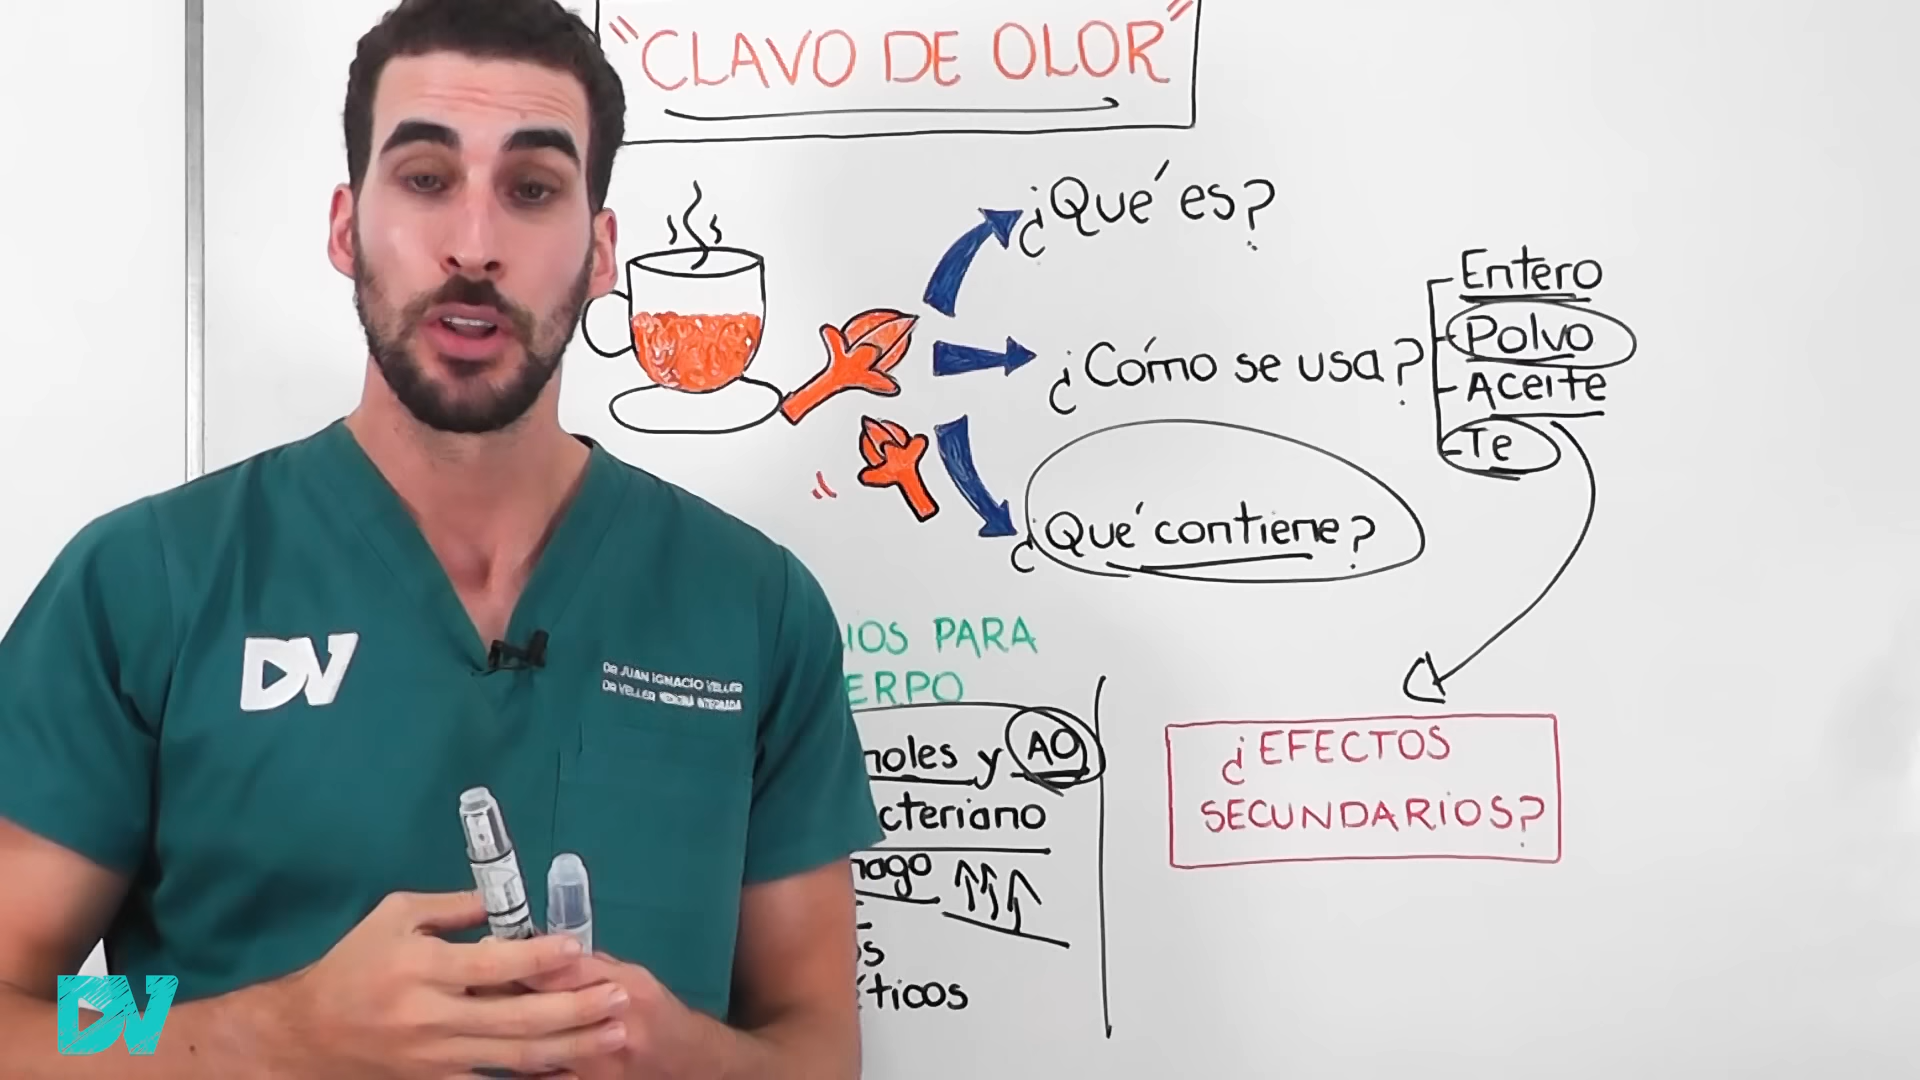 "CLAVO DE OLOR"
¿Qué es?
¿Cómo se usa?
Entero
Polvo
Aceite
Te
¿Qué contiene?
IOS PARA
ERPO
noles y AO
cteriano
mago
s
éticos
¿EFECTOS
SECUNDARIOS?
DV
DR JUAN IGNACIO VELLER
DR VELLER MEDICINA INTEGRADA
DV